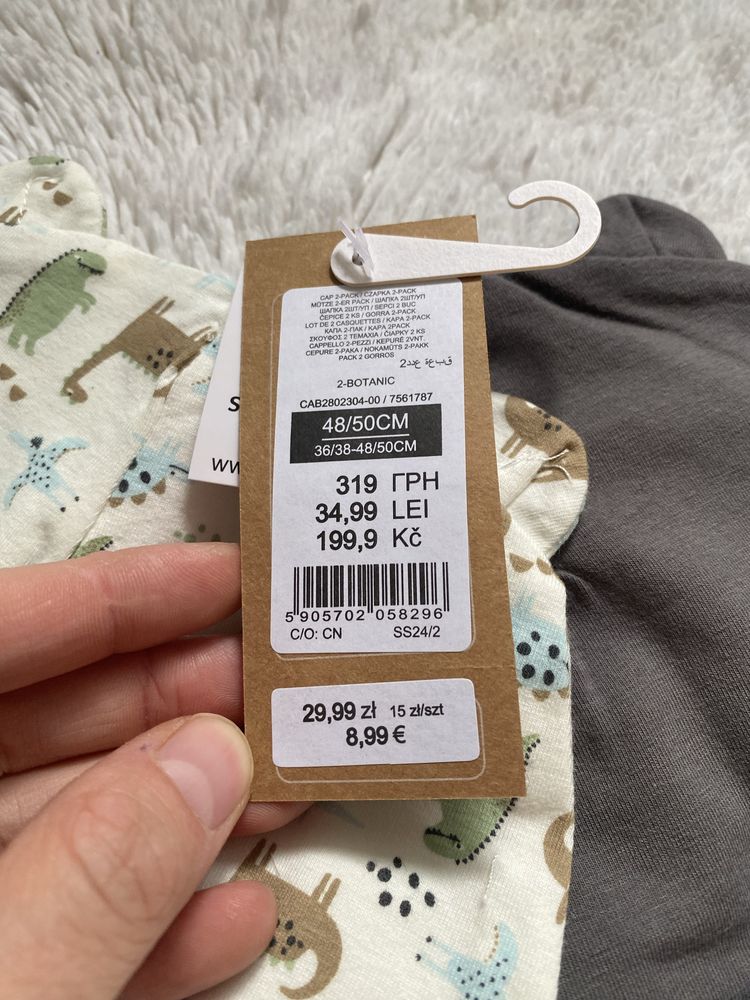 CAP 2-PACK / CZAPKA 2-PACK
MÜTZE 2-ER PACK / ШАПКА 2ШТ/УП
ШАПКА 2ШТ/УП / SEPCI 2 BUC
ČEPICE 2 KS / GORRA 2-PACK
LOT DE 2 CASQUETTES / KAPA 2-PACK
КАПА 2-ПАК / KAPA 2PACK
ΣΚΟΥΦΟΣ 2 ΤΕΜΑΧΙΑ / ČIAPKY 2 KS
CAPPELLO 2-PEZZI / KEPURĖ 2VNT.
CEPURE 2-PAKA / NOKAMÜTS 2-PAKK
PACK 2 GORROS
قبعة عدد 2
2-BOTANIC
CAB2802304-00 / 7561787
48/50CM
36/38-48/50CM
319 ГРН
34,99 LEI
199,9 Kč
5 905702 058296
C/O: CN SS24/2
29,99 zł 15 zł/szt
8,99 €
S
ww